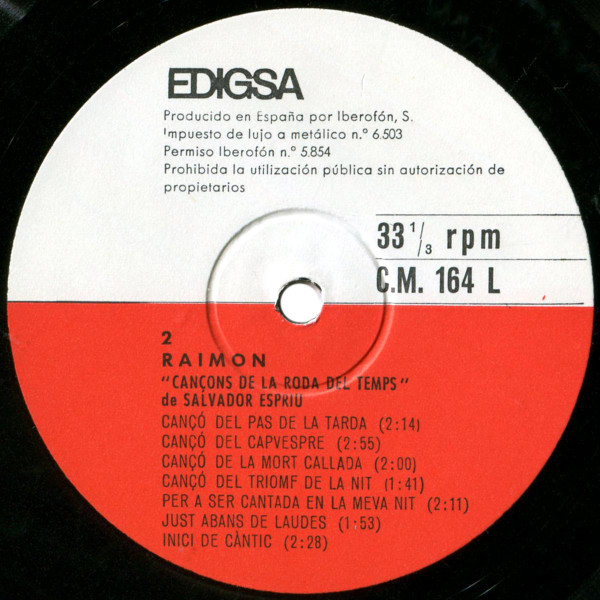 EDIGSA
Producido en España por Iberofón, S.
Impuesto de lujo a metálico n.º 6.503
Permiso Iberofón n.º 5.854
Prohibida la utilización pública sin autorización de
propietarios
33 1/3 rpm
C.M. 164 L
2
RAIMON
"CANÇONS DE LA RODA DEL TEMPS"
de SALVADOR ESPRIU
CANÇÓ DEL PAS DE LA TARDA (2:14)
CANÇÓ DEL CAPVESPRE (2:55)
CANÇÓ DE LA MORT CALLADA (2:00)
CANÇÓ DEL TRIOMF DE LA NIT (1:41)
PER A SER CANTADA EN LA MEVA NIT (2:11)
JUST ABANS DE LAUDES (1:53)
INICI DE CÀNTIC (2:28)